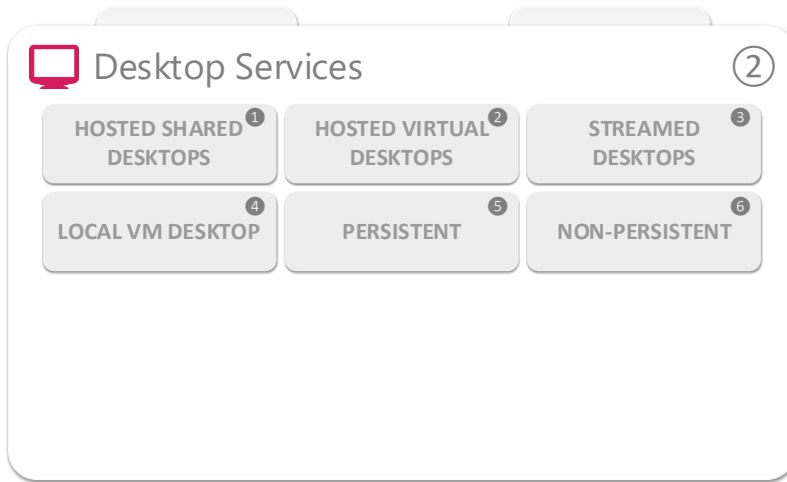 Desktop Services
2
HOSTED SHARED
DESKTOPS
1
HOSTED VIRTUAL
DESKTOPS
2
STREAMED
DESKTOPS
3
LOCAL VM DESKTOP
4
PERSISTENT
5
NON-PERSISTENT
6